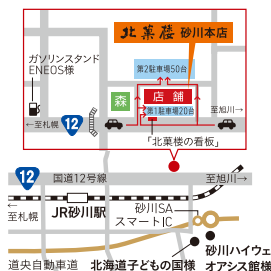 北菓楼 砂川本店
ガソリンスタンド
ENEOS様
第2駐車場50台
森
店舗
第1駐車場20台
←至札幌
12
至旭川→
「北菓楼の看板」
12
国道12号線
至旭川→
←至札幌
JR砂川駅
砂川SA
スマートIC
砂川ハイウェイ
オアシス館様
道央自動車道
北海道子どもの国様